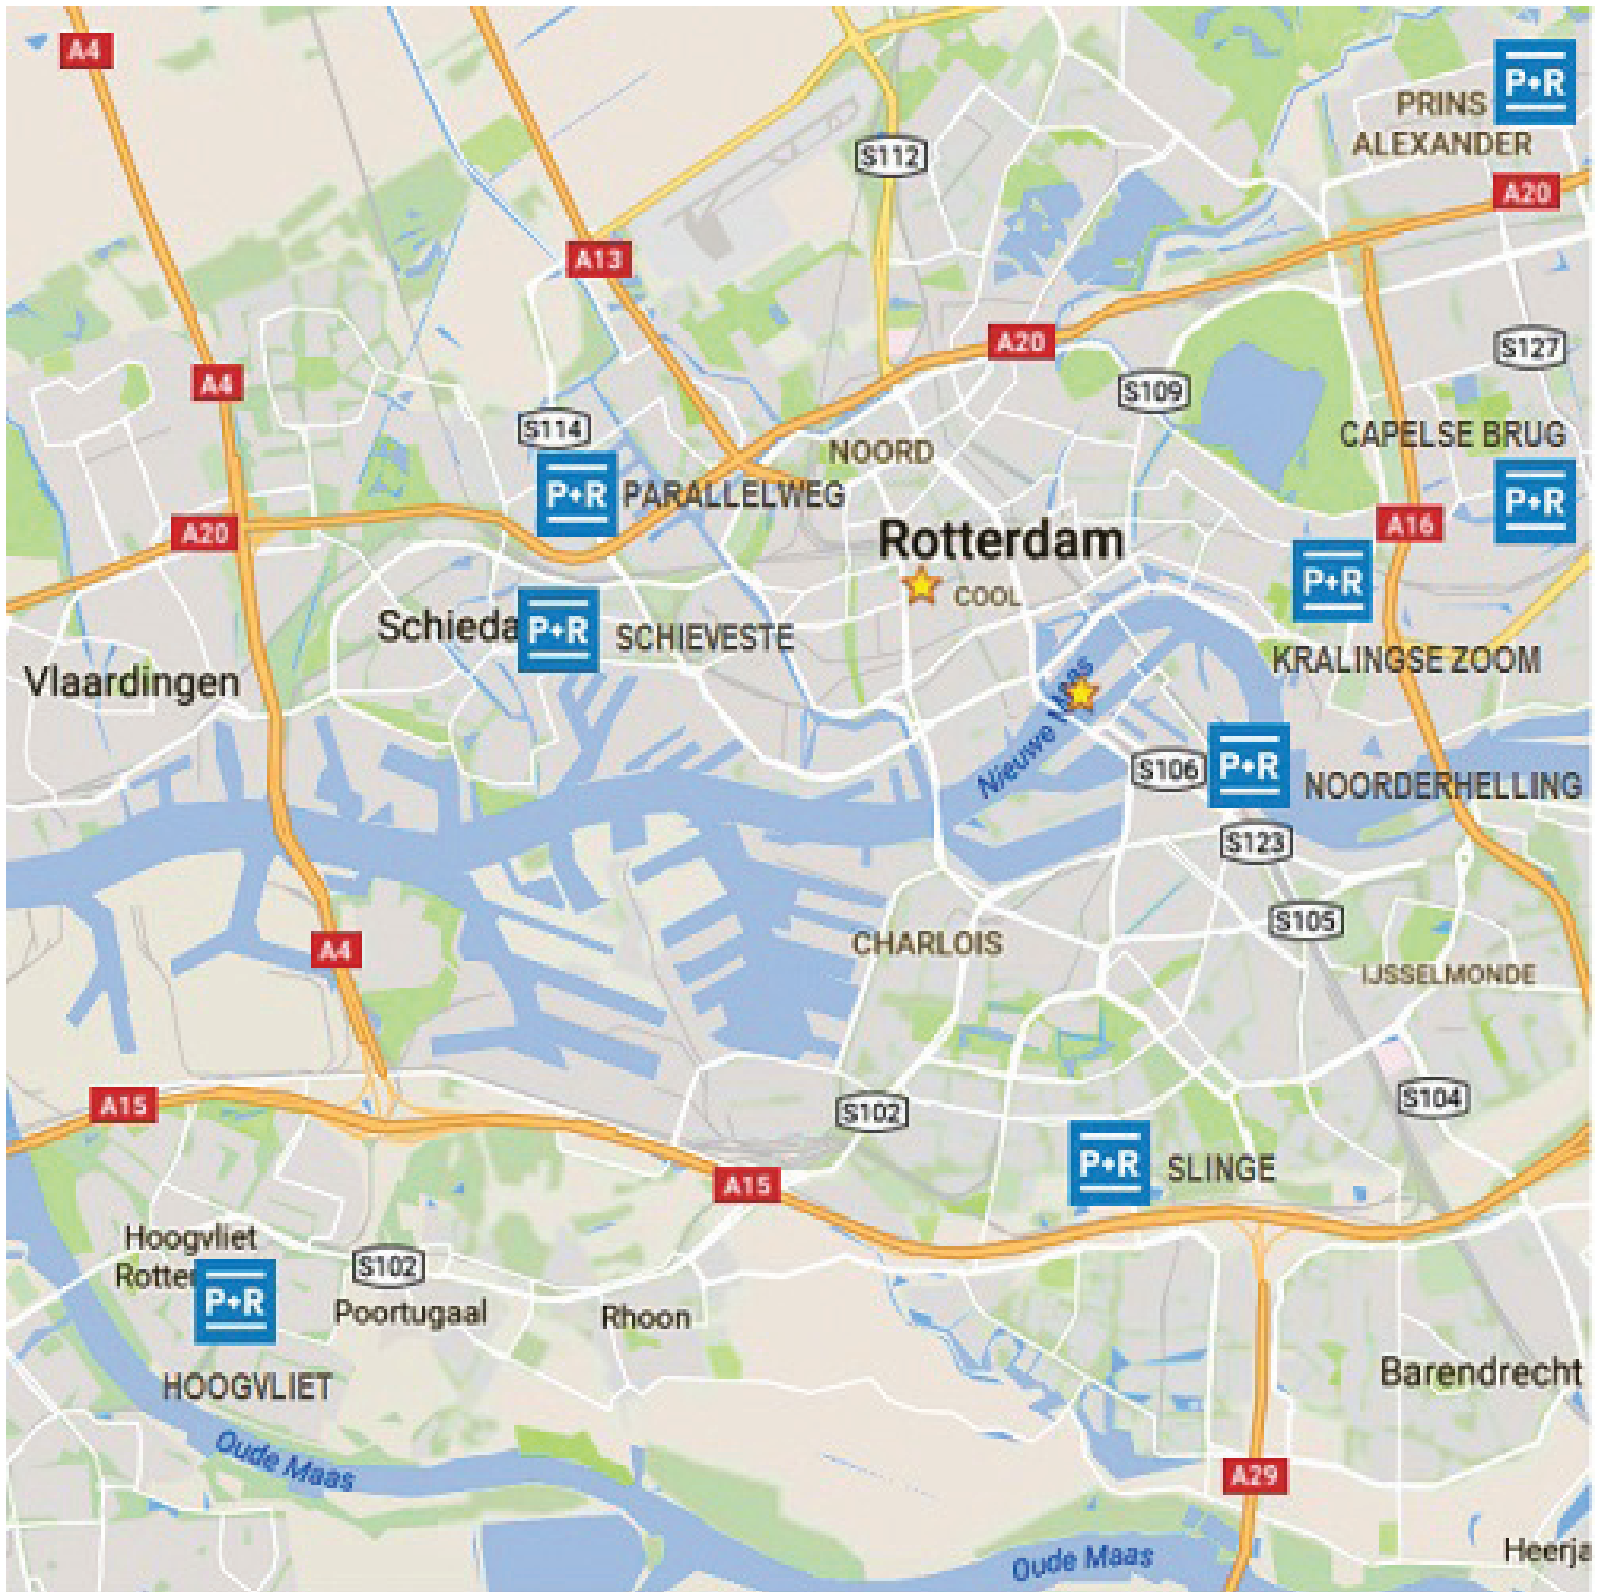 A4
P+R
PRINS
ALEXANDER
S112
A20
A13
A20
S127
A4
S109
S114
CAPELSE BRUG
NOORD
P+R
PARALLELWEG
P+R
A20
A16
Rotterdam
P+R
COOL
Schieda
P+R
SCHIEVESTE
KRALINGSE ZOOM
Vlaardingen
Nieuwe Maas
S106
P+R
NOORDERHELLING
S123
S105
A4
CHARLOIS
IJSSELMONDE
A15
S102
S104
P+R
SLINGE
A15
Hoogvliet
Rotter
P+R
S102
Poortugaal
Rhoon
HOOGVLIET
Barendrecht
Oude Maas
A29
Oude Maas
Heerja